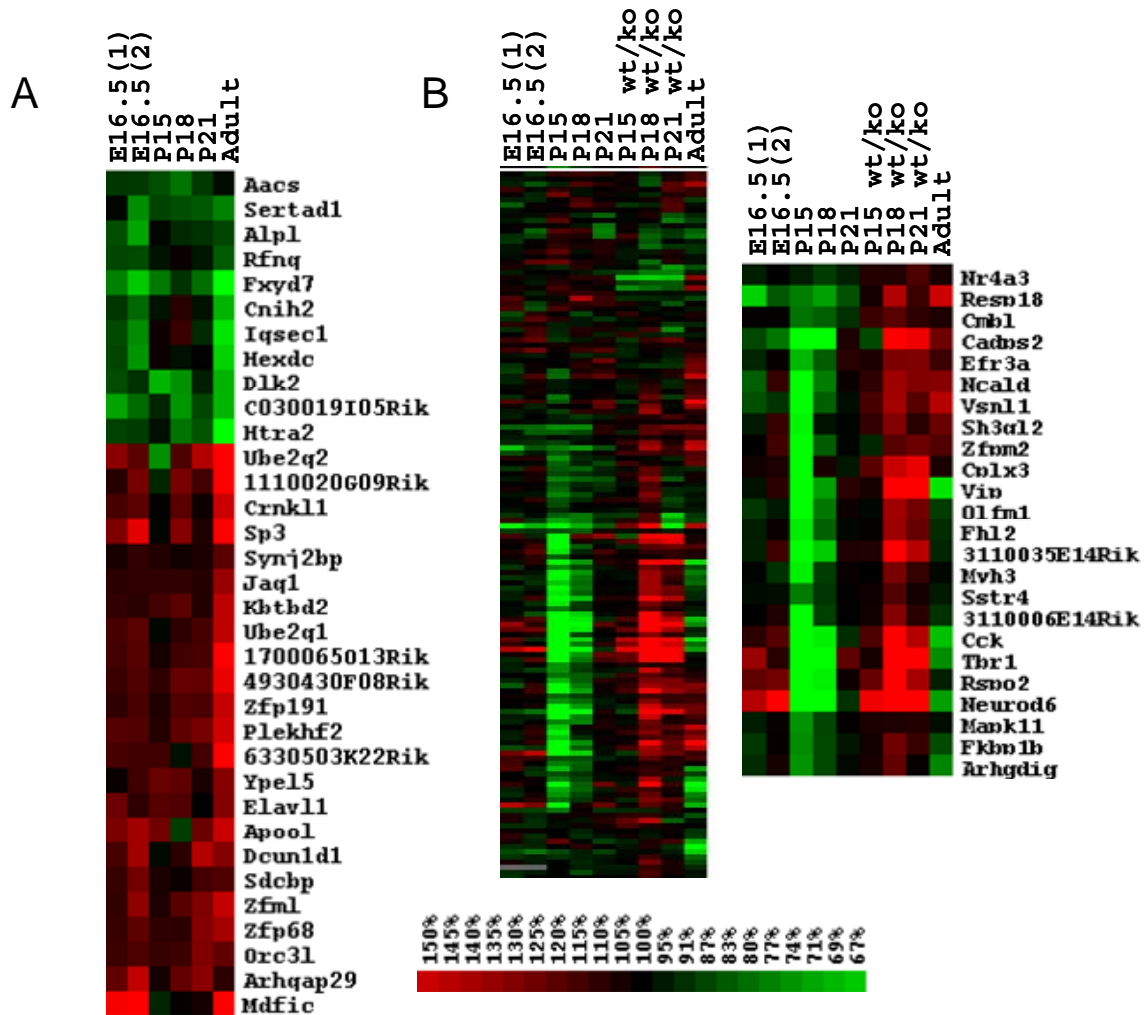 A
E16.5(1)
E16.5(2)
P15
P18
P21
Adult
Aacs
Sertad1
Alpl
Rfnq
Fxyd7
Cnih2
Iqsec1
Hexdc
Dlk2
C030019I05Rik
Htra2
Ube2q2
1110020G09Rik
Crnkl1
Sp3
Synj2bp
Jaq1
Kbtbd2
Ube2q1
1700065O13Rik
4930430F08Rik
Zfp191
Plekhf2
6330503K22Rik
Ypel5
Elavl1
Apool
Dcun1d1
Sdcbp
Zfml
Zfp68
Orc3l
Arhqap29
Mdfic
B
E16.5(1)
E16.5(2)
P15
P18
P21
P15 wt/ko
P18 wt/ko
P21 wt/ko
Adult
E16.5(1)
E16.5(2)
P15
P18
P21
P15 wt/ko
P18 wt/ko
P21 wt/ko
Adult
Nr4a3
Resp18
Cmbl
Cadps2
Efr3a
Ncald
Vsnl1
Sh3gl2
Zfpm2
Cplx3
Vip
Olfm1
Fhl2
3110035E14Rik
Myh3
Sstr4
3110006E14Rik
Cck
Tbr1
Rspo2
Neurod6
Mapk11
Fkbp1b
Arhgdig
150%
145%
140%
135%
130%
125%
120%
115%
110%
105%
100%
95%
91%
87%
83%
80%
77%
74%
71%
69%
67%